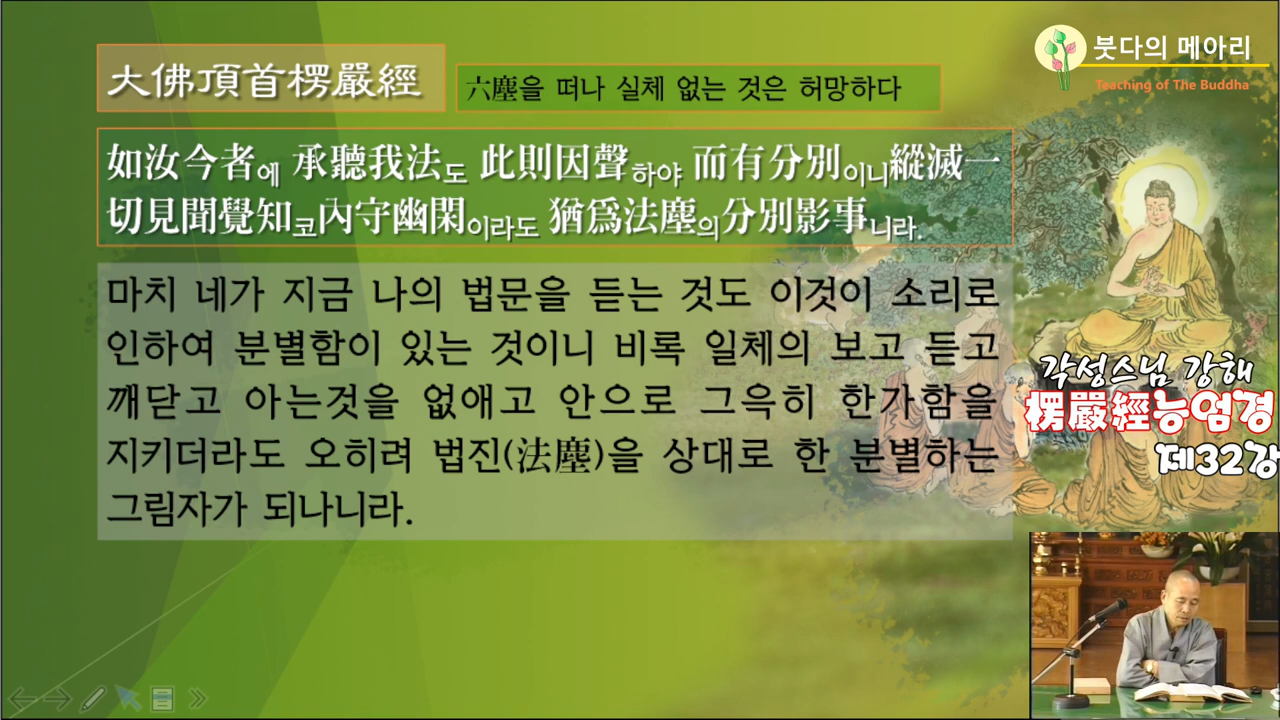 大佛頂首楞嚴經
六塵을 떠나 실체 없는 것은 허망하다
붓다의 메아리
Teaching of The Buddha
如汝今者에 承聽我法도 此則因聲하야 而有分別이니縱滅一
切見聞覺知코內守幽閑이라도 猶爲法塵의分別影事니라.
마치 네가 지금 나의 법문을 듣는 것도 이것이 소리로
인하여 분별함이 있는 것이니 비록 일체의 보고 듣고
깨닫고 아는것을 없애고 안으로 그윽히 한가함을
지키더라도 오히려 법진(法塵)을 상대로 한 분별하는
그림자가 되나니라.
각성스님 강해
楞嚴經능엄경
제32강